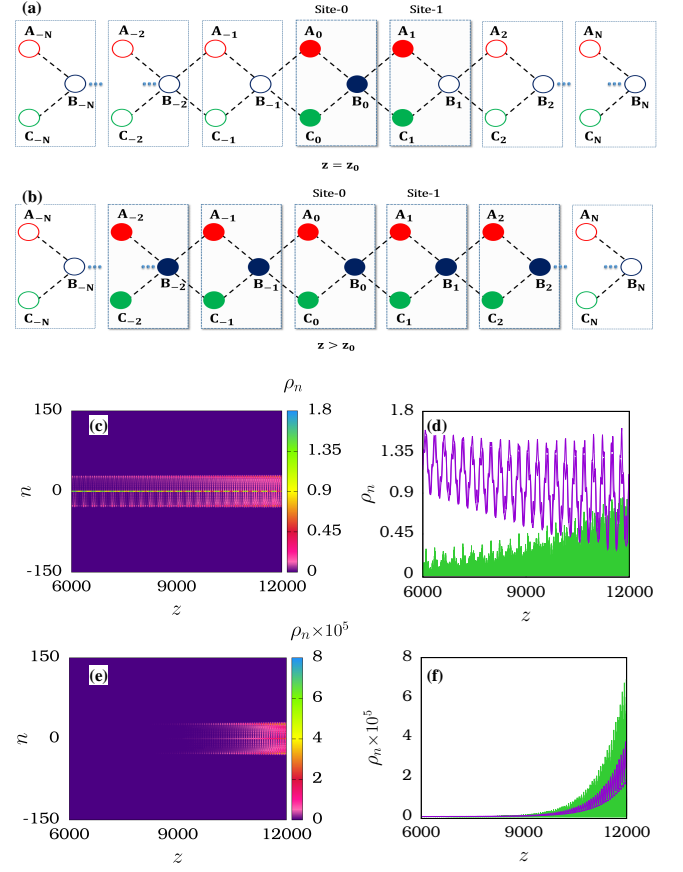 (a) Site-0 Site-1
A−N A−2 A−1 A0 A1 A2 AN
B−N B−2 B−1 B0 B1 B2 BN
C−N C−2 C−1 C0 C1 C2 CN
z = z0
(b) Site-0 Site-1
A−N A−2 A−1 A0 A1 A2 AN
B−N B−2 B−1 B0 B1 B2 BN
C−N C−2 C−1 C0 C1 C2 CN
z > z0
ρn
(c)
150
0
-150
n
6000 9000 12000
z
1.8
1.35
0.9
0.45
0
(d)
1.8
1.35
0.9
0.45
0
ρn
6000 9000 12000
z
ρn×10^5
(e)
150
0
-150
n
6000 9000 12000
z
8
6
4
2
0
(f)
8
6
4
2
0
ρn×10^5
6000 9000 12000
z